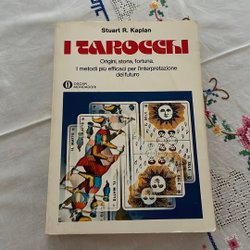 Stuart R. Kaplan
I TAROCCHI
Origini, storia, fortuna.
I metodi più efficaci per l'interpretazione
del futuro
OSCAR
MONDADORI